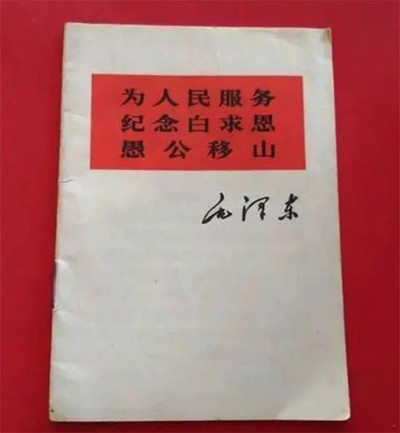 为人民服务
纪念白求恩
愚公移山
毛泽东